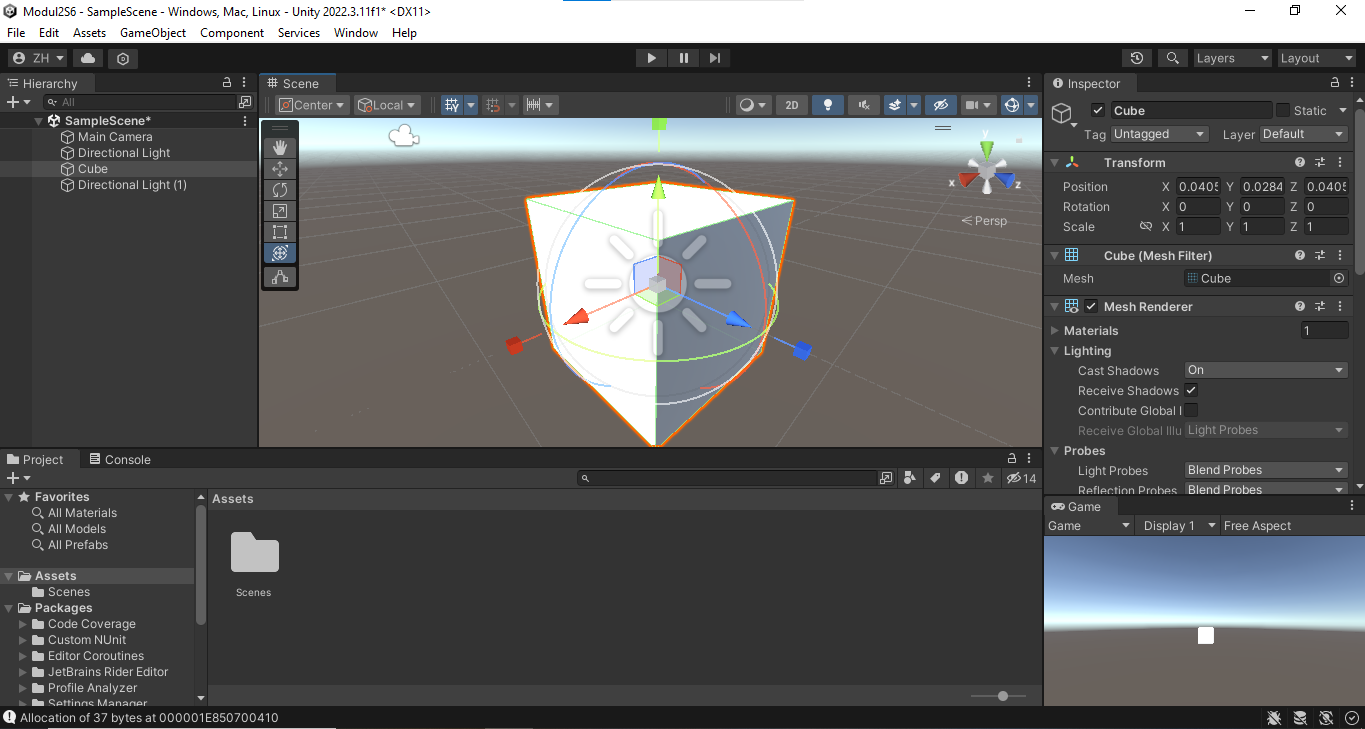 Modul2S6 - SampleScene - Windows, Mac, Linux - Unity 2022.3.11f1* <DX11>
File Edit Assets GameObject Component Services Window Help
ZH Layers Layout
Hierarchy
All
SampleScene*
Main Camera
Directional Light
Cube
Directional Light (1)
Scene
Center Local 2D
y
x z
Persp
Inspector
Cube Static
Tag Untagged Layer Default
Transform
Position X 0.0405 Y 0.0284 Z 0.0405
Rotation X 0 Y 0 Z 0
Scale X 1 Y 1 Z 1
Cube (Mesh Filter)
Mesh Cube
Mesh Renderer
Materials 1
Lighting
Cast Shadows On
Receive Shadows
Contribute Global I
Receive Global Illu Light Probes
Probes
Light Probes Blend Probes
Reflection Probes Blend Probes
Project Console
14
Favorites
All Materials
All Models
All Prefabs
Assets
Scenes
Packages
Code Coverage
Custom NUnit
Editor Coroutines
JetBrains Rider Editor
Profile Analyzer
Settings Manager
Assets
Scenes
Game
Game Display 1 Free Aspect
Allocation of 37 bytes at 000001E850700410